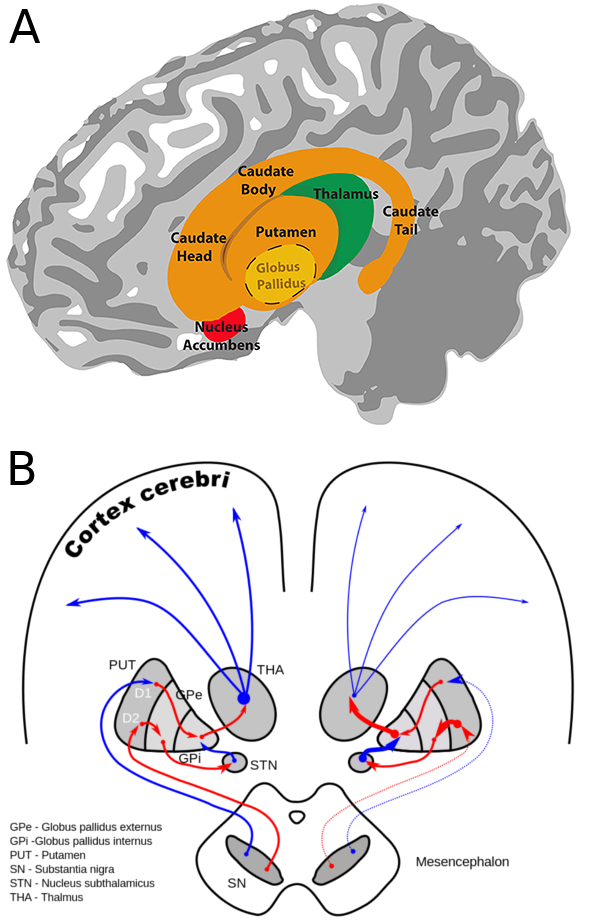 A
Caudate
Body
Thalamus
Caudate
Tail
Caudate
Head
Putamen
Globus
Pallidus
Nucleus
Accumbens
B
Cortex cerebri
PUT
THA
D1
GPe
D2
GPi
STN
GPe - Globus pallidus externus
GPi -Globus pallidus internus
PUT - Putamen
SN - Substantia nigra
STN - Nucleus subthalamicus
THA - Thalmus
SN
Mesencephalon